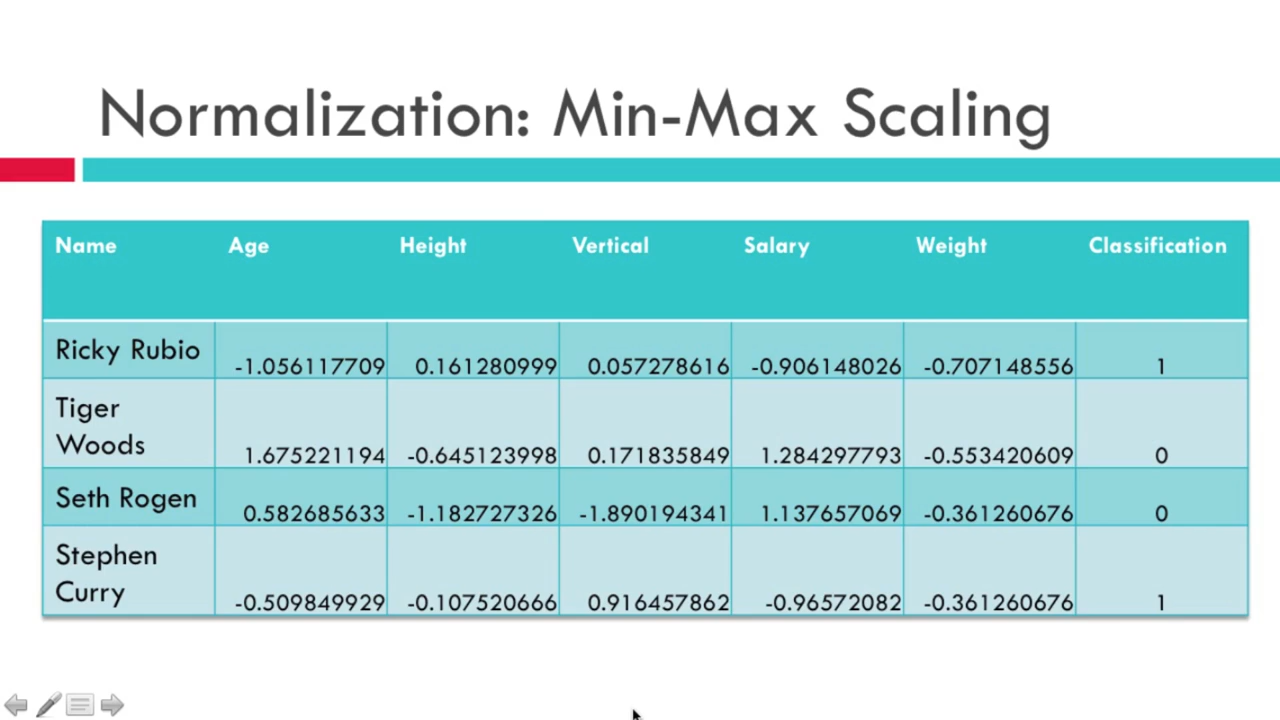 Normalization: Min-Max Scaling
Name Age Height Vertical Salary Weight Classification
Ricky Rubio -1.056117709 0.161280999 0.057278616 -0.906148026 -0.707148556 1
Tiger
Woods 1.675221194 -0.645123998 0.171835849 1.284297793 -0.553420609 0
Seth Rogen 0.582685633 -1.182727326 -1.890194341 1.137657069 -0.361260676 0
Stephen
Curry -0.509849929 -0.107520666 0.916457862 -0.96572082 -0.361260676 1